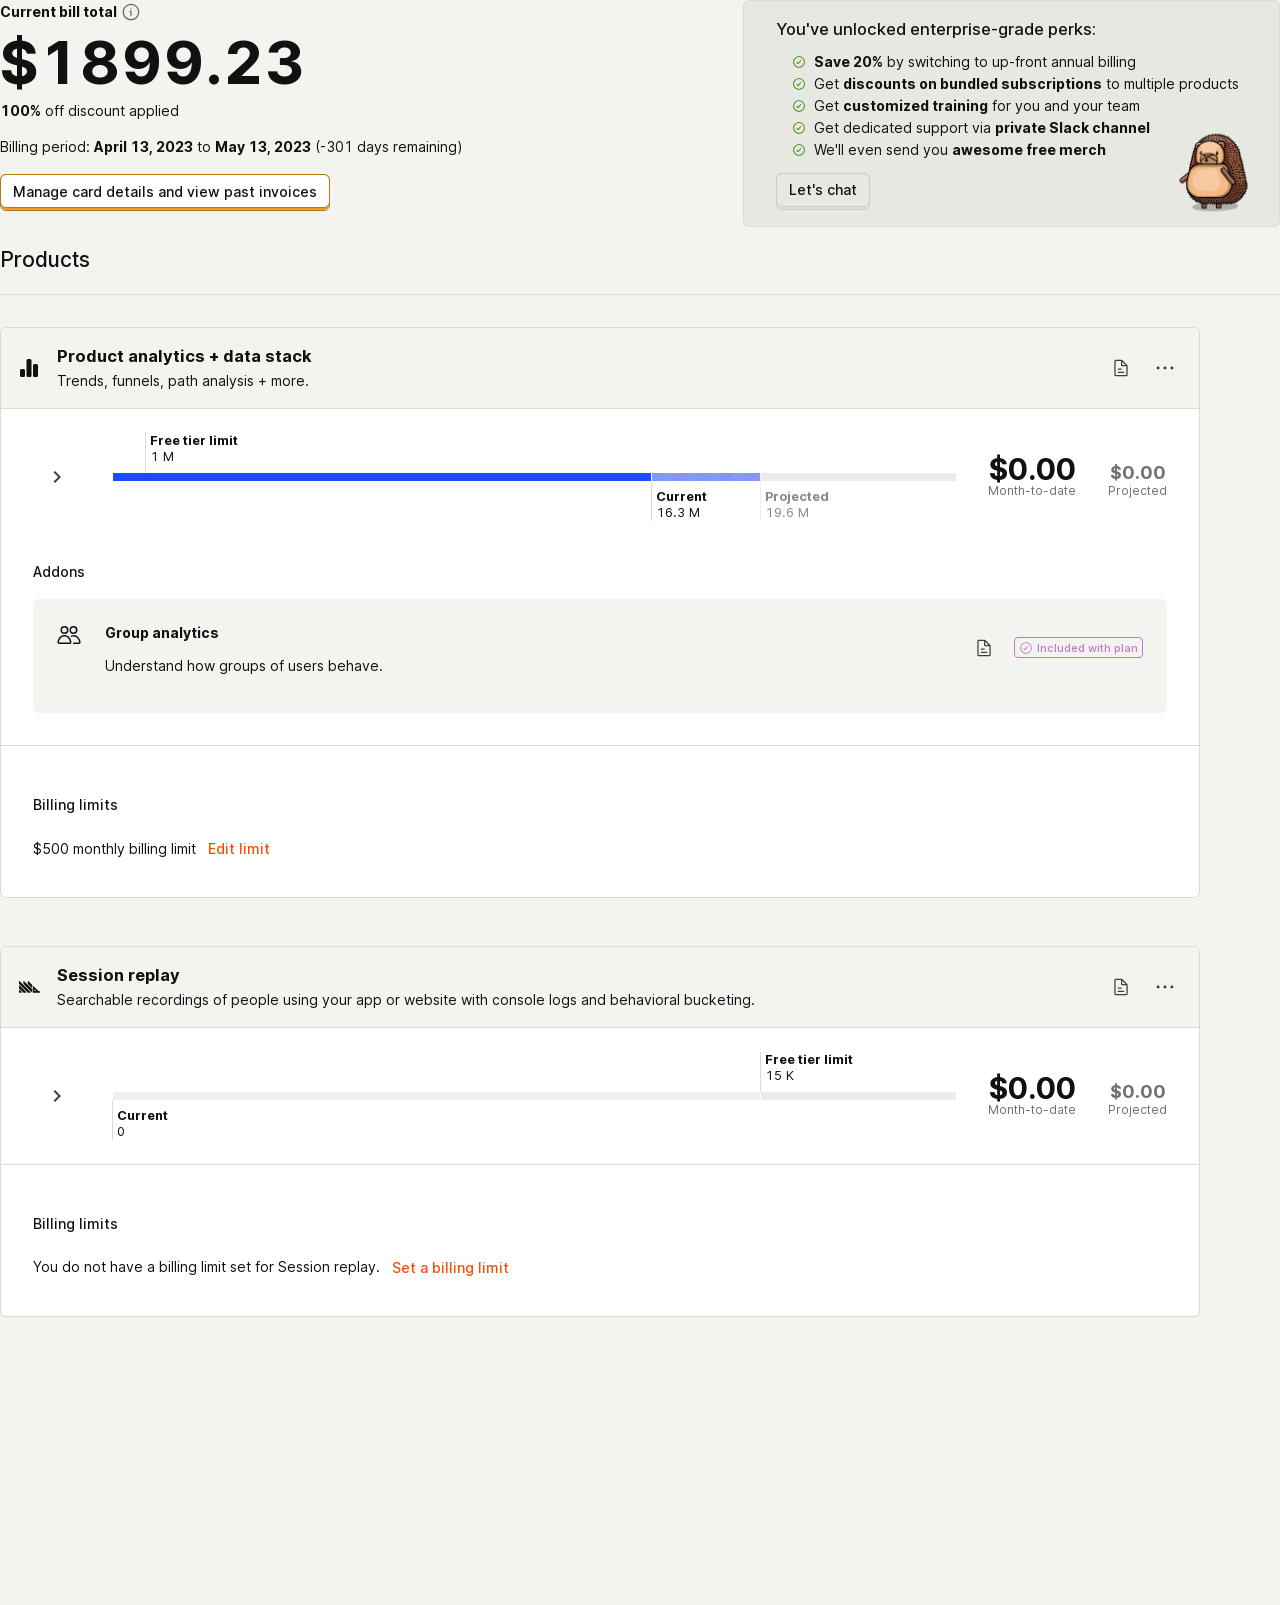 Current bill total
$1899.23
100% off discount applied
Billing period: April 13, 2023 to May 13, 2023 (-301 days remaining)
Manage card details and view past invoices
You've unlocked enterprise-grade perks:
Save 20% by switching to up-front annual billing
Get discounts on bundled subscriptions to multiple products
Get customized training for you and your team
Get dedicated support via private Slack channel
We'll even send you awesome free merch
Let's chat
Products
Product analytics + data stack
Trends, funnels, path analysis + more.
Free tier limit
1 M
Current
16.3 M
Projected
19.6 M
$0.00
Month-to-date
$0.00
Projected
Addons
Group analytics
Understand how groups of users behave.
Included with plan
Billing limits
$500 monthly billing limit Edit limit
Session replay
Searchable recordings of people using your app or website with console logs and behavioral bucketing.
Free tier limit
15 K
Current
0
$0.00
Month-to-date
$0.00
Projected
Billing limits
You do not have a billing limit set for Session replay. Set a billing limit